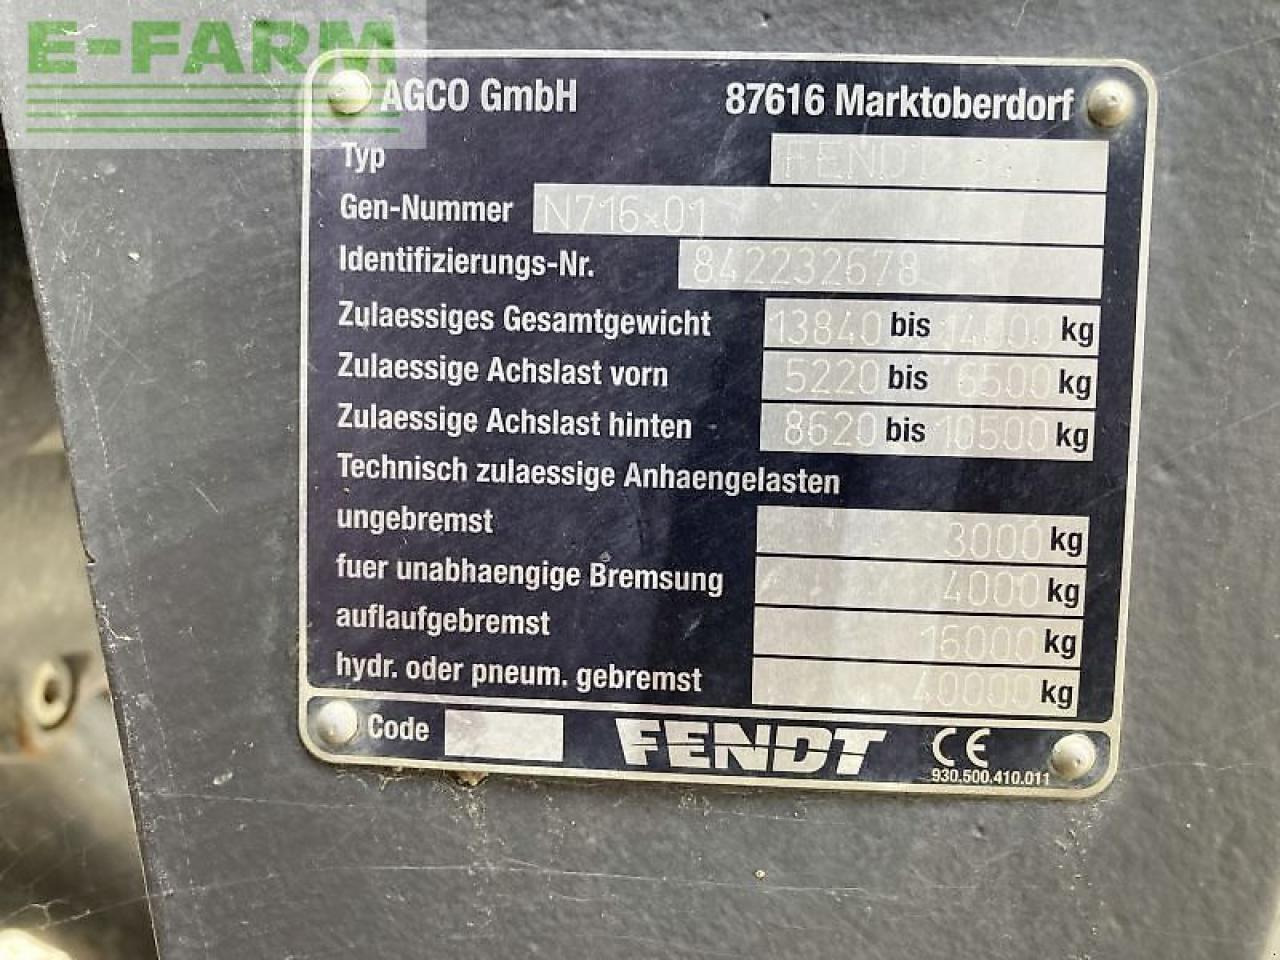 E-FARM
AGCO GmbH 87616 Marktoberdorf
Typ FENDT
Gen-Nummer N716×01
Identifizierungs-Nr. 842232678
Zulaessiges Gesamtgewicht 13840 bis 14000 kg
Zulaessige Achslast vorn 5220 bis 6500 kg
Zulaessige Achslast hinten 8620 bis 10500 kg
Technisch zulaessige Anhaengelasten
ungebremst 3000 kg
fuer unabhaengige Bremsung 4000 kg
auflaufgebremst 16000 kg
hydr. oder pneum. gebremst 40000 kg
Code FENDT CE
930.500.410.011